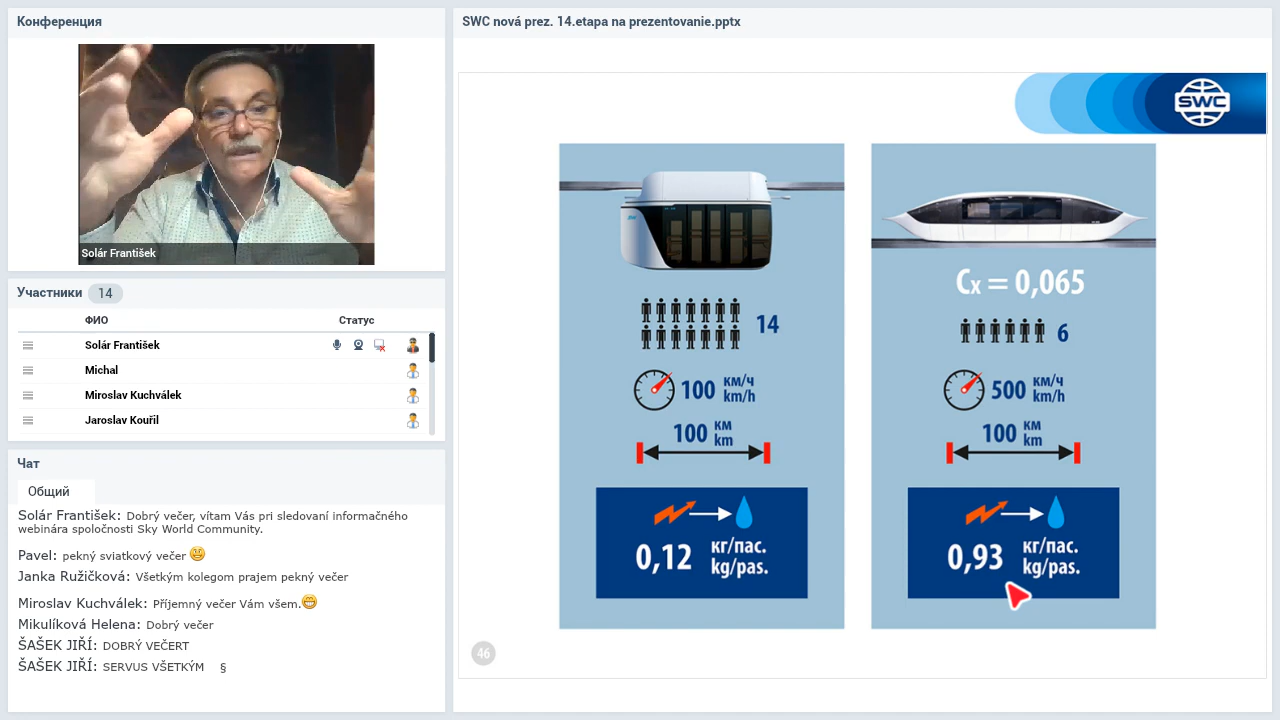 Конференция
Solár František
Участники 14
ФИО Статус
Solár František
Michal
Miroslav Kuchválek
Jaroslav Kouřil
Чат
Общий
Solár František: Dobrý večer, vítam Vás pri sledovaní informačného
webinára spoločnosti Sky World Community.
Pavel: pekný sviatkový večer
Janka Ružičková: Všetkým kolegom prajem pekný večer
Miroslav Kuchválek: Příjemný večer Vám všem.
Mikulíková Helena: Dobrý večer
ŠAŠEK JIŘÍ: DOBRÝ VEČERT
ŠAŠEK JIŘÍ: SERVUS VŠETKÝM §
SWC nová prez. 14.etapa na prezentovanie.pptx
SWC
14
100 км/ч
km/h
100 км
km
0,12 кг/пас.
kg/pas.
Cx = 0,065
6
500 км/ч
km/h
100 км
km
0,93 кг/пас.
kg/pas.
46